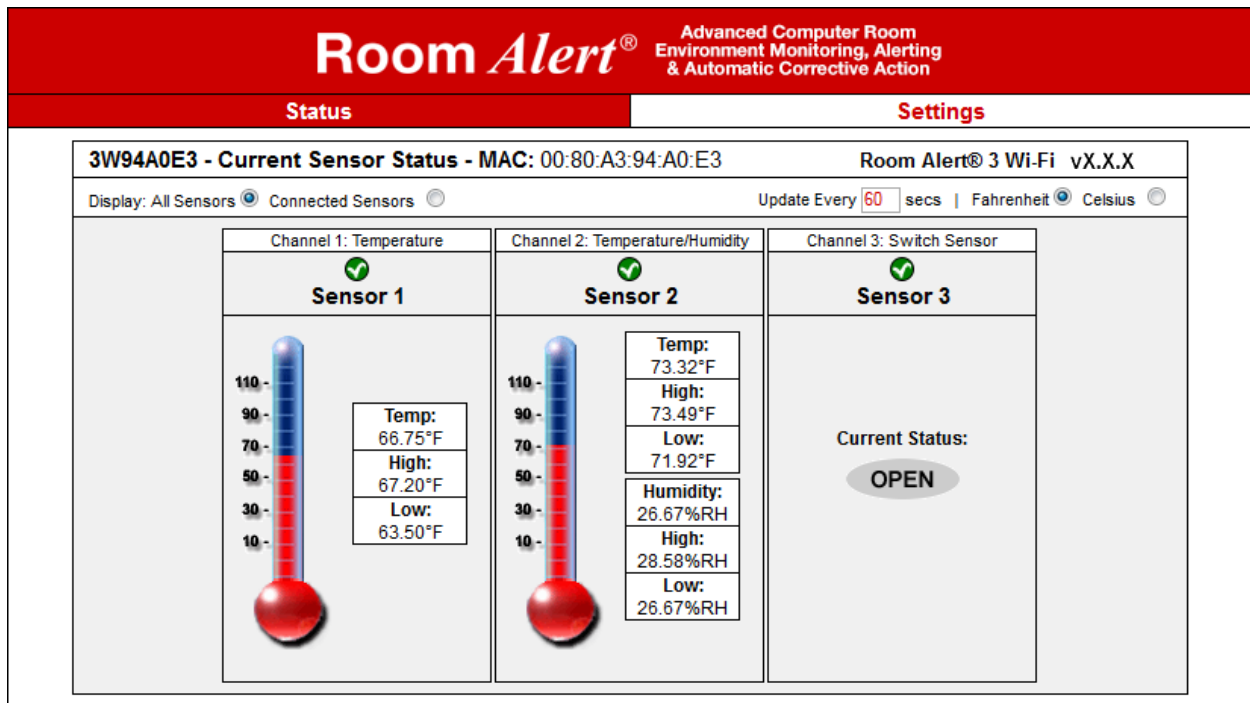 Room Alert® Advanced Computer Room
Environment Monitoring, Alerting
& Automatic Corrective Action
Status Settings
3W94A0E3 - Current Sensor Status - MAC: 00:80:A3:94:A0:E3 Room Alert® 3 Wi-Fi vX.X.X
Display: All Sensors Connected Sensors Update Every 60 secs | Fahrenheit Celsius
Channel 1: Temperature
Sensor 1
110 -
90 -
70 -
50 -
30 -
10 -
Temp:
66.75°F
High:
67.20°F
Low:
63.50°F
Channel 2: Temperature/Humidity
Sensor 2
110 -
90 -
70 -
50 -
30 -
10 -
Temp:
73.32°F
High:
73.49°F
Low:
71.92°F
Humidity:
26.67%RH
High:
28.58%RH
Low:
26.67%RH
Channel 3: Switch Sensor
Sensor 3
Current Status:
OPEN